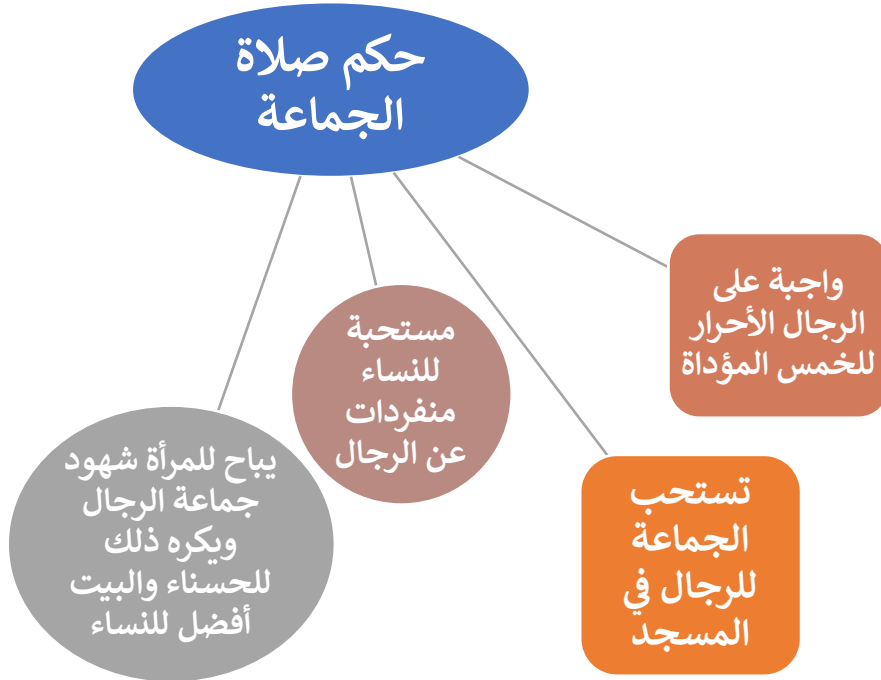 حكم صلاة
الجماعة
واجبة على
الرجال الأحرار
للخمس المؤداة
تستحب
الجماعة
للرجال في
المسجد
مستحبة
للنساء
منفردات
عن الرجال
يباح للمرأة شهود
جماعة الرجال
ويكره ذلك
للحسناء والبيت
أفضل للنساء